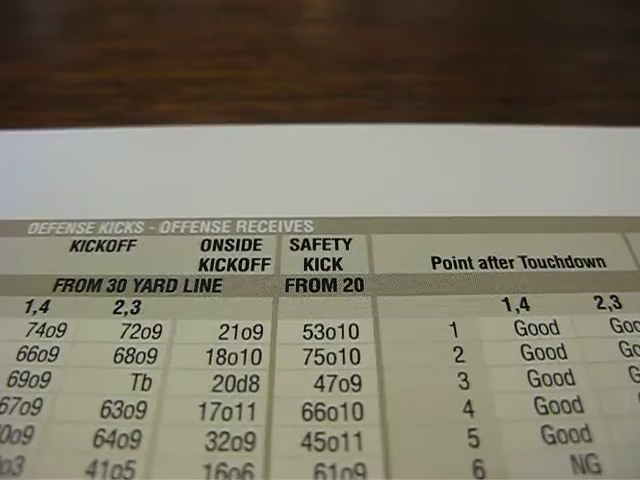 DEFENSE KICKS - OFFENSE RECEIVES
KICKOFF ONSIDE KICKOFF SAFETY KICK Point after Touchdown
FROM 30 YARD LINE FROM 20
1,4 2,3 1,4 2,3
74o9 72o9 21o9 53o10 1 Good
66o9 68o9 18o10 75o10 2 Good
69o9 Tb 20d8 47o9 3 Good
67o9 63o9 17o11 66o10 4 Good
64o9 32o9 45o11 5 Good
41o5 16o6 61o9 6 NG